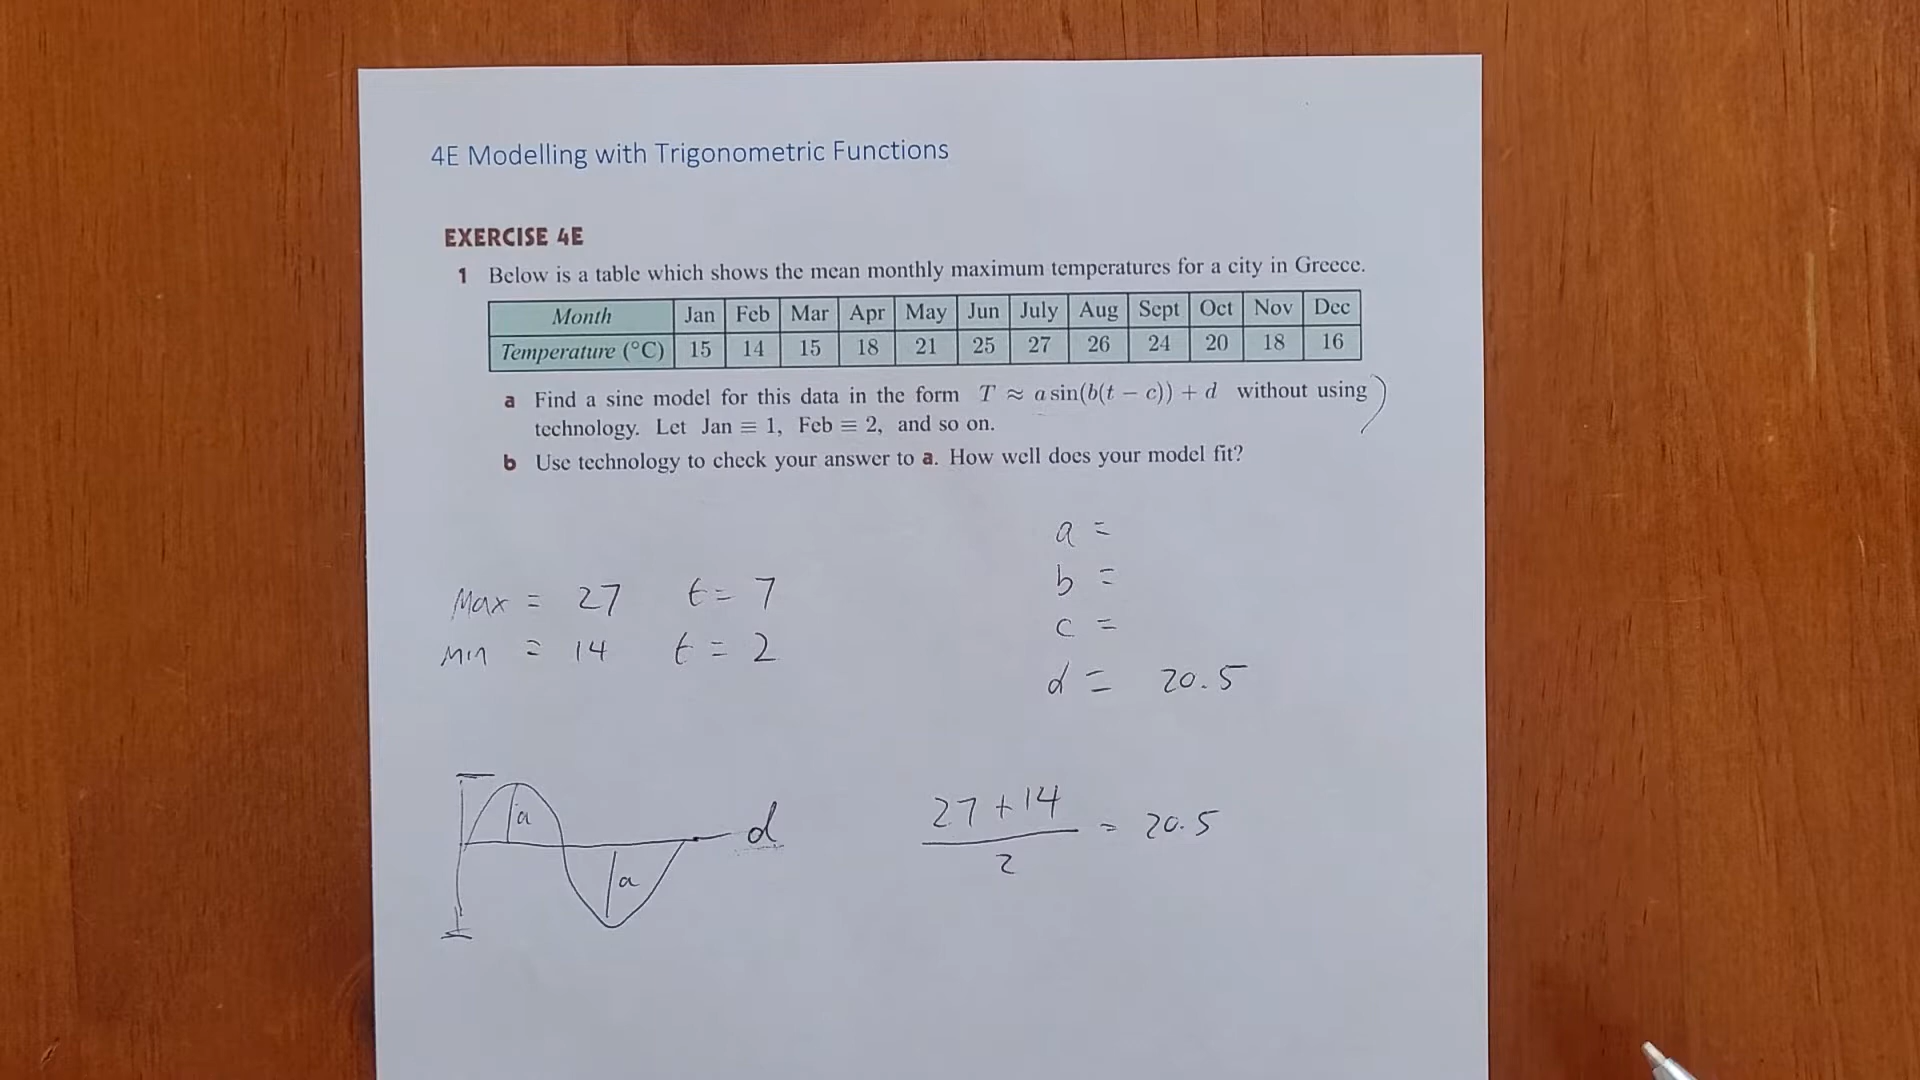 4E Modelling with Trigonometric Functions
EXERCISE 4E
1 Below is a table which shows the mean monthly maximum temperatures for a city in Greece.
Month Jan Feb Mar Apr May Jun July Aug Sept Oct Nov Dec
Temperature (°C) 15 14 15 18 21 25 27 26 24 20 18 16
a Find a sine model for this data in the form T ≈ a sin(b(t − c)) + d without using
technology. Let Jan ≡ 1, Feb ≡ 2, and so on.
b Use technology to check your answer to a. How well does your model fit?
a =
b =
c =
d = 20.5
Max = 27 t = 7
Min = 14 t = 2
a
a
d
27 + 14
2
= 20.5